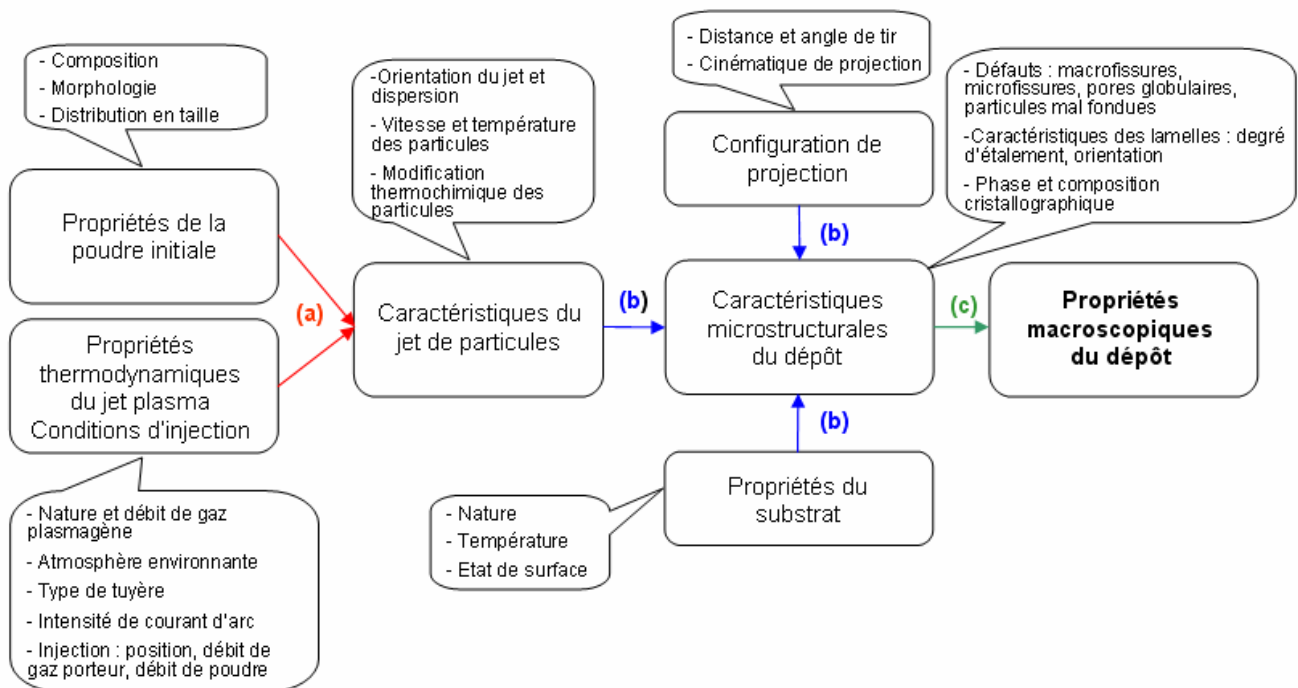 - Composition
- Morphologie
- Distribution en taille
Propriétés de la
poudre initiale
Propriétés
thermodynamiques
du jet plasma
Conditions d'injection
- Nature et débit de gaz
plasmagène
- Atmosphère environnante
- Type de tuyère
- Intensité de courant d'arc
- Injection : position, débit de
gaz porteur, débit de poudre
(a)
-Orientation du jet et
dispersion
- Vitesse et température
des particules
- Modification
thermochimique des
particules
Caractéristiques du
jet de particules
(b)
- Distance et angle de tir
- Cinématique de projection
Configuration de
projection
(b)
- Défauts : macrofissures,
microfissures, pores globulaires,
particules mal fondues
-Caractéristiques des lamelles : degré
d'étalement, orientation
- Phase et composition
cristallographique
Caractéristiques
microstructurales
du dépôt
(c)
Propriétés
macroscopiques
du dépôt
(b)
Propriétés du
substrat
- Nature
- Température
- Etat de surface